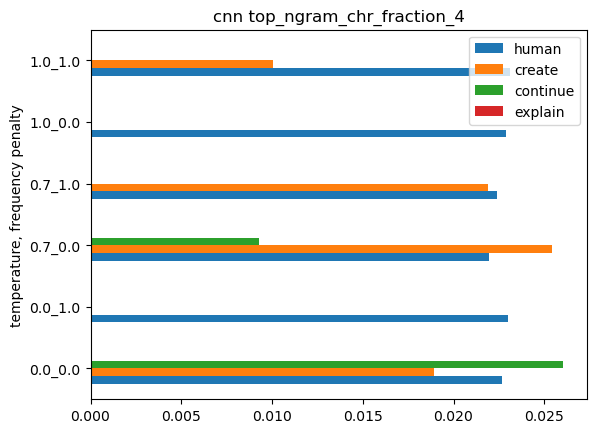 cnn top_ngram_chr_fraction_4
human
create
continue
explain
temperature, frequency penalty
1.0_1.0
1.0_0.0
0.7_1.0
0.7_0.0
0.0_1.0
0.0_0.0
0.000 0.005 0.010 0.015 0.020 0.025